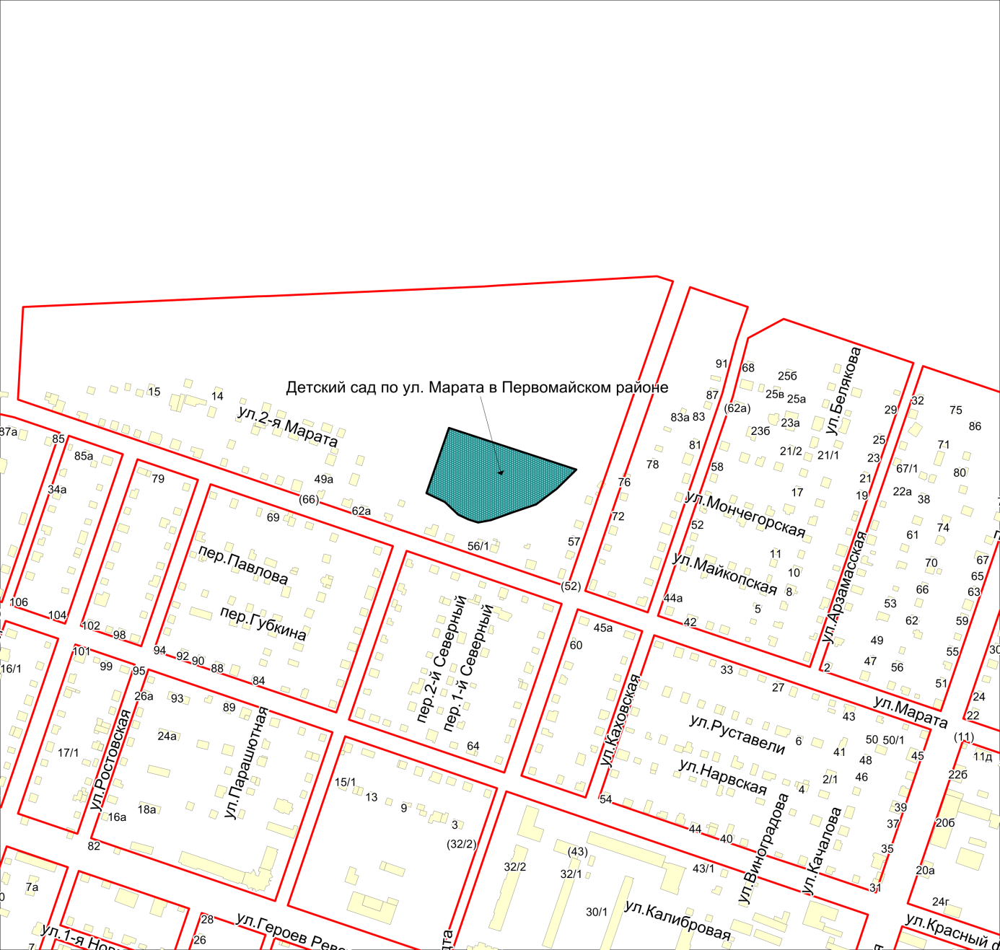 Детский сад по ул. Марата в Первомайском районе
91
68
25б
ул.Белякова
15
14
87
25в
25а
32
75
(62а)
29
ул.2-я Марата
83а
83
23а
86
87а
85
23б
25
81
71
85а
21/2
21/1
23
78
58
67/1
80
79
49а
76
21
34а
17
22а
38
19
(66)
ул.Мончегорская
62а
69
72
52
74
61
57
56/1
ул.Арзамасская
пер.Павлова
11
67
ул.Майкопская
70
10
65
(52)
66
63
8
106
44а
53
5
104
62
59
пер.Губкина
42
102
45а
98
49
60
94
101
92
90
55
30
47
99
88
56
2
16/1
95
33
84
51
27
пер.2-й Северный
пер.1-й Северный
26а
93
24
89
ул.Марата
43
22
ул.Каховская
ул.Руставели
24а
(11)
6
50
50/1
64
17/1
41
45
11д
48
ул.Ростовская
ул.Парашютная
ул.Нарвская
22б
46
2/1
15/1
4
13
54
9
39
18а
16а
20б
3
37
44
(32/2)
40
82
35
(43)
32/2
43/1
20а
32/1
ул.Виноградова
ул.Качалова
7а
31
24г
30/1
ул.Калибровая
28
ул.Героев Рево
ул.Красный ф
26
ул.1-я Нов
7